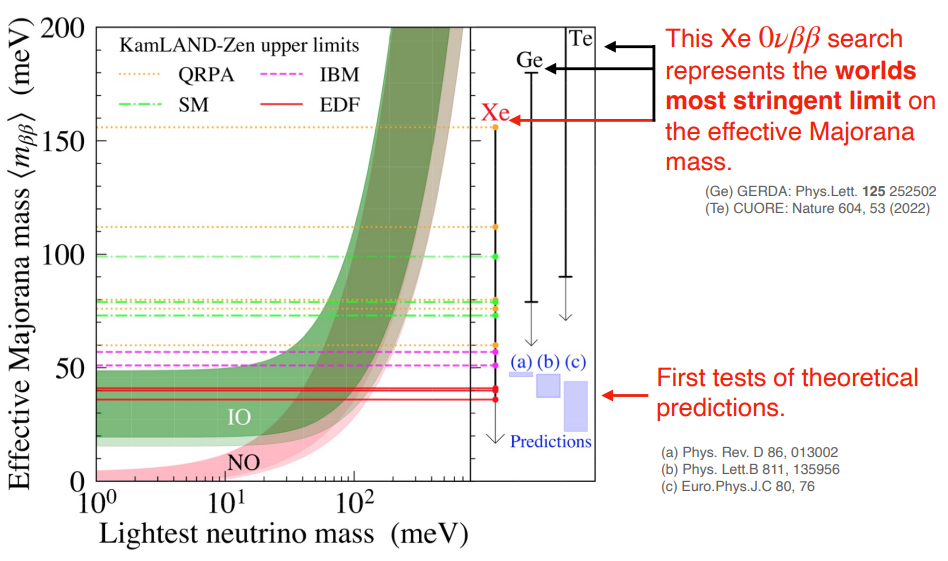 200
150
100
50
0
Effective Majorana mass ⟨mββ⟩ (meV)
KamLAND-Zen upper limits
QRPA
IBM
SM
EDF
IO
NO
10⁰
10¹
10²
Lightest neutrino mass (meV)
Xe
Ge
Te
(a) (b) (c)
Predictions
This Xe 0νββ search
represents the worlds
most stringent limit on
the effective Majorana
mass.
(Ge) GERDA: Phys.Lett. 125 252502
(Te) CUORE: Nature 604, 53 (2022)
First tests of theoretical
predictions.
(a) Phys. Rev. D 86, 013002
(b) Phys. Lett.B 811, 135956
(c) Euro.Phys.J.C 80, 76